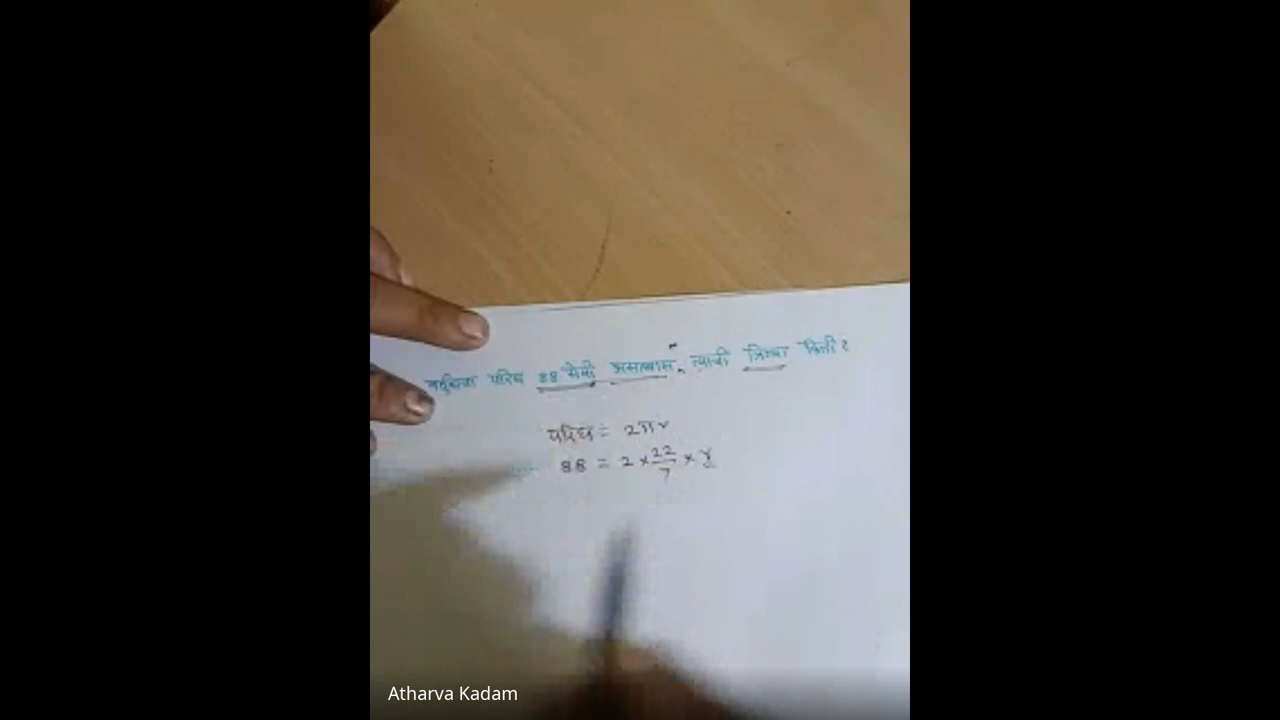 वर्तुळाचा परिघ 88 सेमी असल्यास, त्याची त्रिज्या किती?
परिघ = 2πr
88 = 2 × 22/7 × r
Atharva Kadam